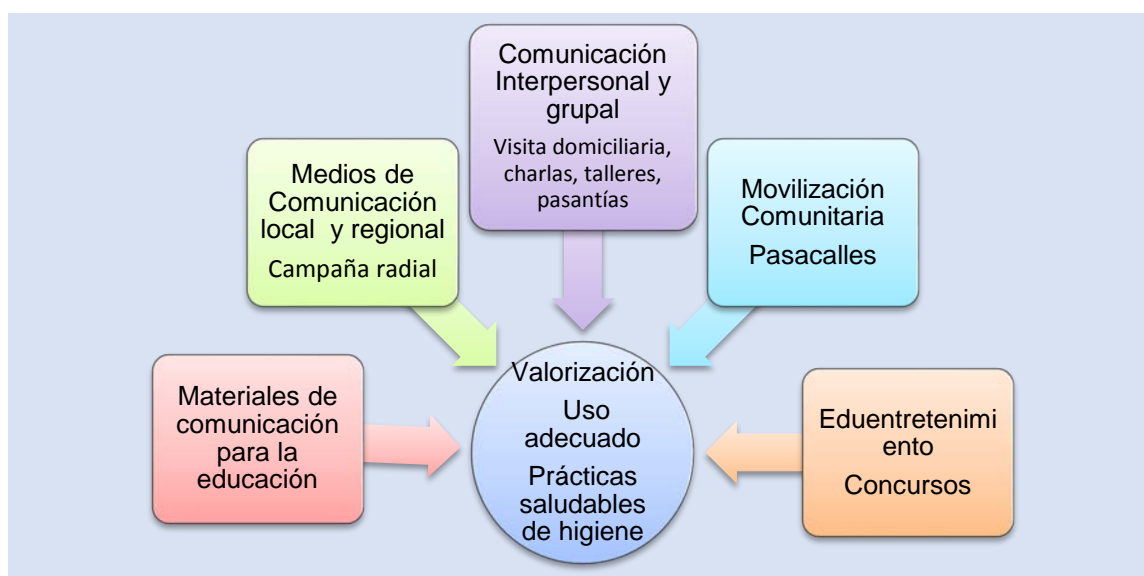 Comunicación
Interpersonal y
grupal
Visita domiciliaria,
charlas, talleres,
pasantías
Medios de
Comunicación
local y regional
Campaña radial
Movilización
Comunitaria
Pasacalles
Materiales de
comunicación
para la
educación
Valorización
Uso
adecuado
Prácticas
saludables
de higiene
Eduentretenimi
ento
Concursos